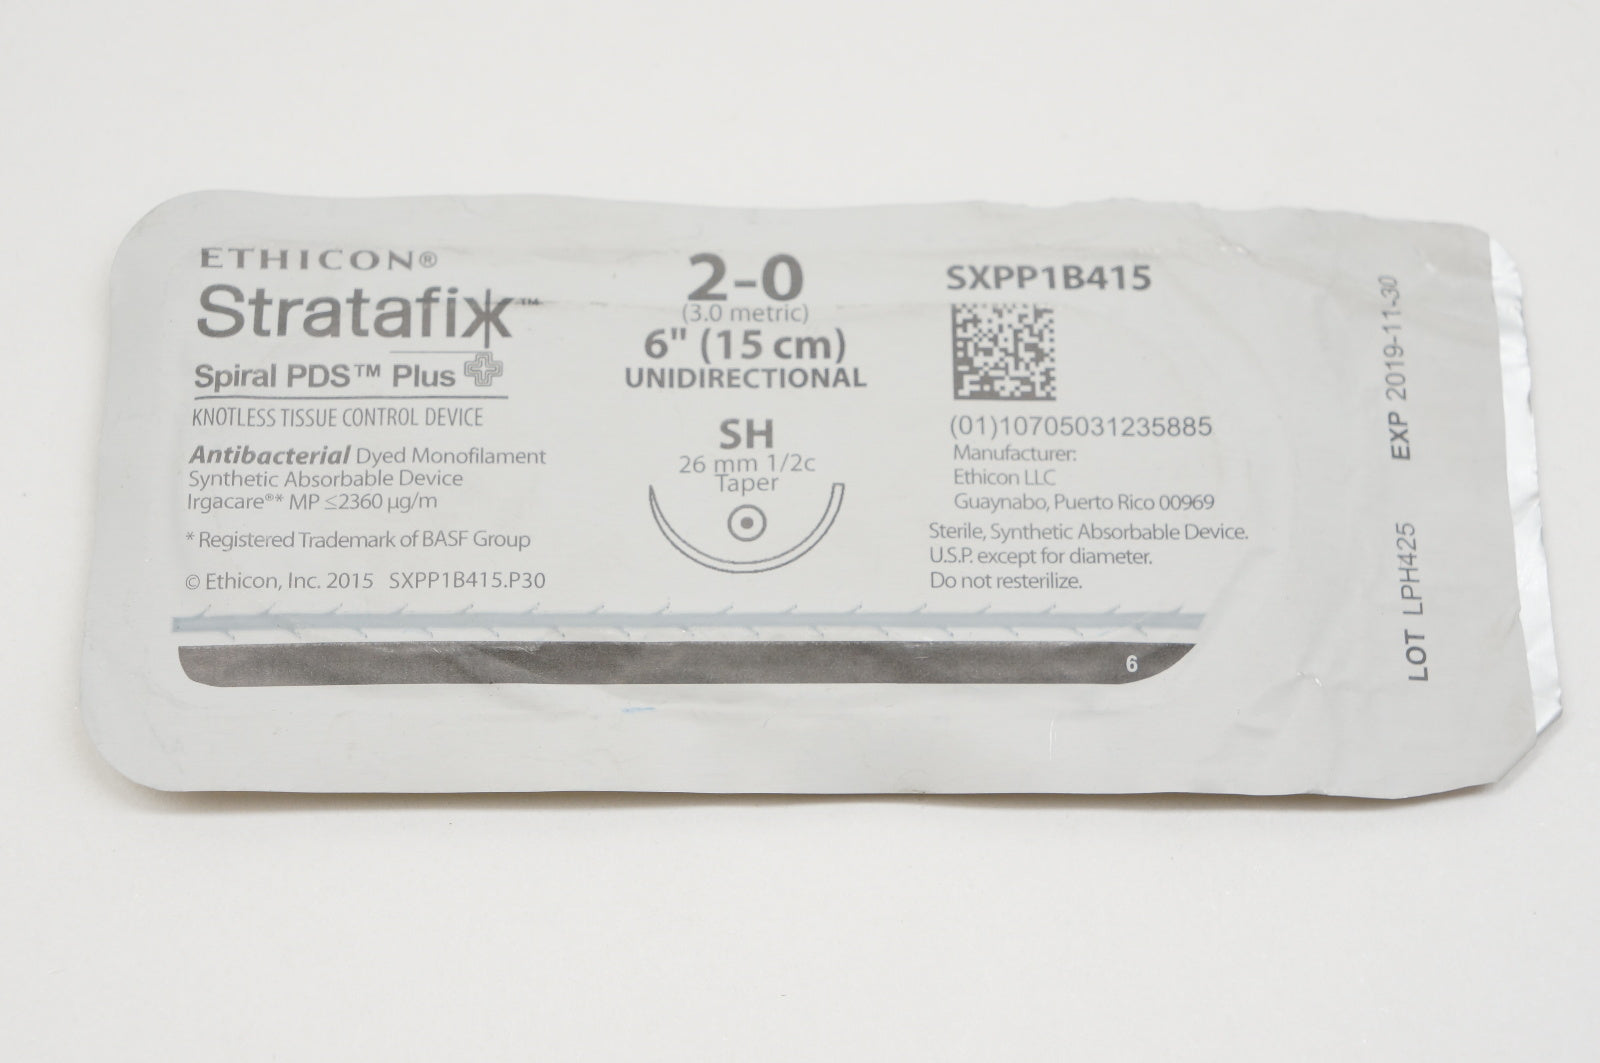 ETHICON®
Stratafix™
Spiral PDS™ Plus
KNOTLESS TISSUE CONTROL DEVICE
Antibacterial Dyed Monofilament
Synthetic Absorbable Device
Irgacare®* MP ≤2360 µg/m
* Registered Trademark of BASF Group
© Ethicon, Inc. 2015 SXPP1B415.P30
2-0
(3.0 metric)
6" (15 cm)
UNIDIRECTIONAL
SH
26 mm 1/2c
Taper
SXPP1B415
(01)10705031235885
Manufacturer:
Ethicon LLC
Guaynabo, Puerto Rico 00969
Sterile, Synthetic Absorbable Device.
U.S.P. except for diameter.
Do not resterilize.
6
LOT LPH425 EXP 2019-11-30